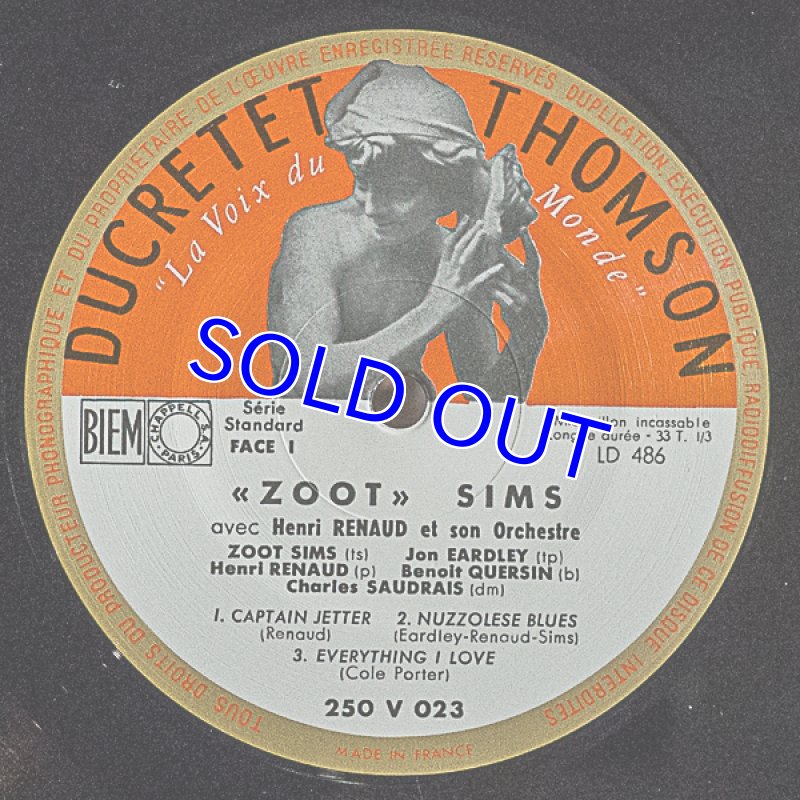 TOUS DROITS DU PRODUCTEUR PHONOGRAPHIQUE ET DU PROPRIETAIRE DE L'ŒUVRE ENREGISTRÉE RÉSERVÉS DUPLICATION, EXÉCUTION PUBLIQUE RADIODIFFUSION DE CE DISQUE INTERDITES
DUCRETET THOMSON
"La Voix du Monde"
SOLD OUT
BIEM
CHAPPELL S.A.
PARIS
Série
Standard
FACE 1
incassable
durée - 33 T. 1/3
LD 486
«ZOOT» SIMS
avec Henri RENAUD et son Orchestre
ZOOT SIMS (ts) Jon EARDLEY (tp)
Henri RENAUD (p) Benoit QUERSIN (b)
Charles SAUDRAIS (dm)
1. CAPTAIN JETTER 2. NUZZOLESE BLUES
(Renaud) (Eardley-Renaud-Sims)
3. EVERYTHING I LOVE
(Cole Porter)
250 V 023
MADE IN FRANCE